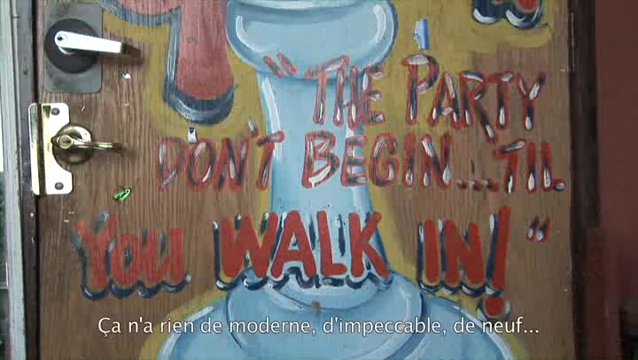 "THE PARTY
DON'T BEGIN...'TIL
YOU WALK IN!"
Ça n'a rien de moderne, d'impeccable, de neuf...